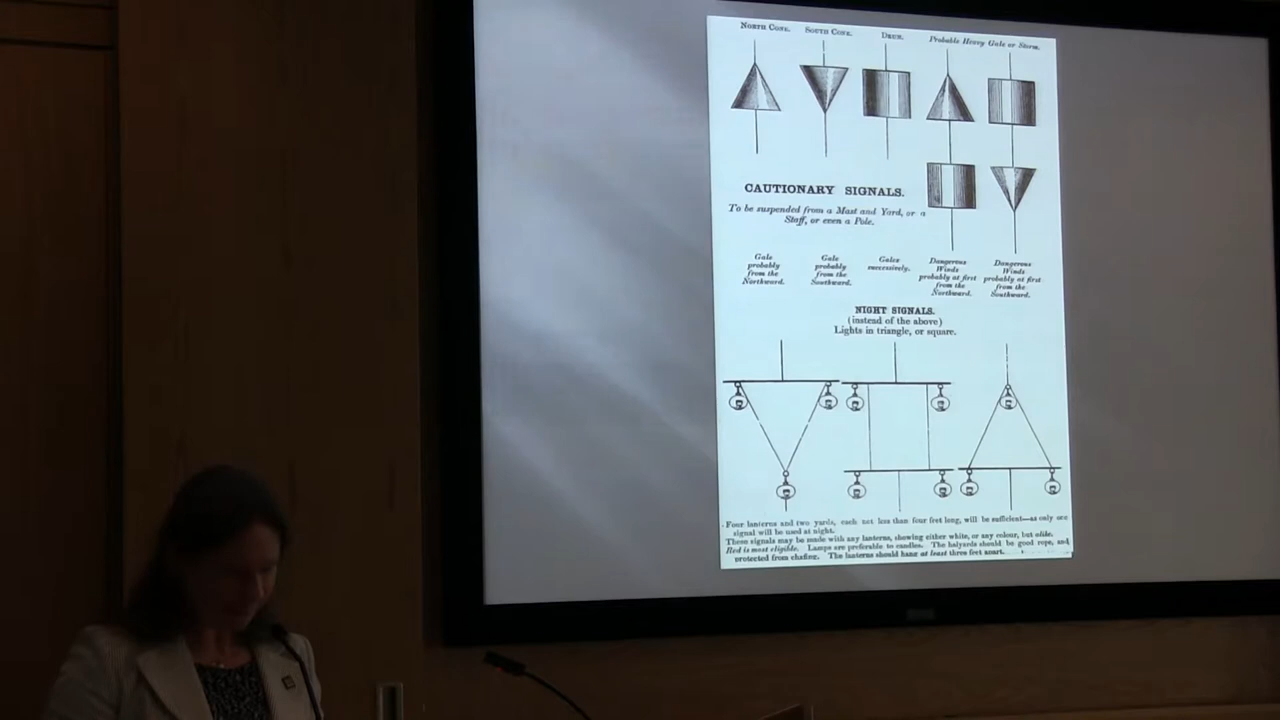 NORTH CONE. SOUTH CONE. DRUM. Probable Heavy Gale or Storm.
CAUTIONARY SIGNALS.
To be suspended from a Mast and Yard, or a
Staff, or even a Pole.
Gale
probably
from the
Northward.
Gale
probably
from the
Southward.
Gales
successively.
Dangerous
Winds
probably at first
from the
Northward.
Dangerous
Winds
probably at first
from the
Southward.
NIGHT SIGNALS.
(instead of the above)
Lights in triangle, or square.
Four lanterns and two yards, each not less than four feet long, will be sufficient—as only one
signal will be used at night.
These signals may be made with any lanterns, showing either white, or any colour, but alike.
Red is most eligible. Lamps are preferable to candles. The halyards should be good rope, and
protected from chafing. The lanterns should hang at least three feet apart.